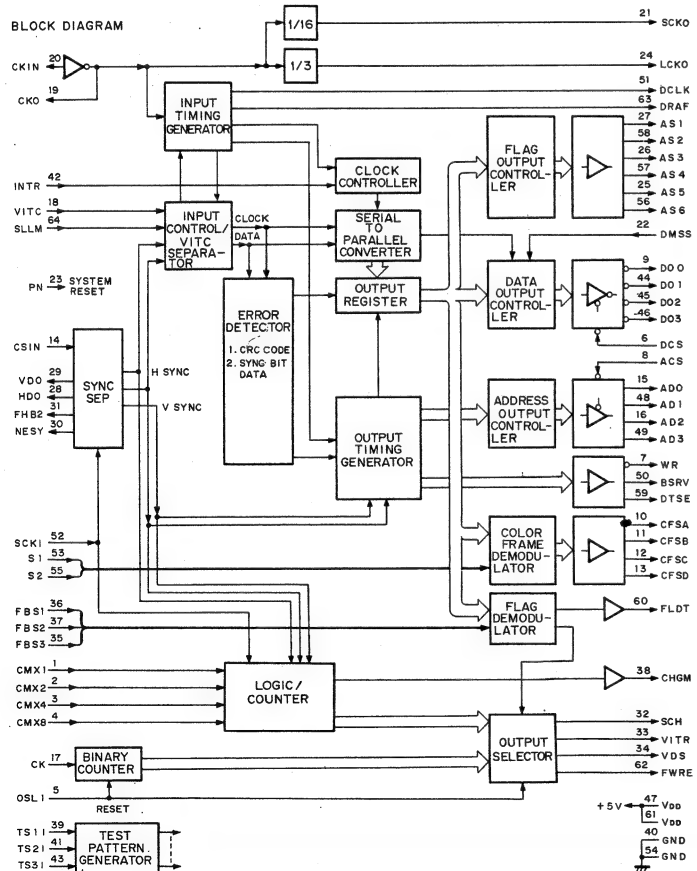 BLOCK DIAGRAM
1/16
21 SCKO
CKIN 20
1/3
24 LCKO
CKO 19
51 DCLK
63 DRAF
INPUT
TIMING
GENERATOR
FLAG
OUTPUT
CONTROL-
LER
27 AS1
58 AS2
26 AS3
57 AS4
25 AS5
56 AS6
INTR 42
CLOCK
CONTROLLER
VITC 18
SLLM 64
INPUT
CONTROL/
VITC
SEPARA-
TOR
CLOCK
DATA
SERIAL
TO
PARALLEL
CONVERTER
22 DMSS
PN 23 SYSTEM
RESET
OUTPUT
REGISTER
DATA
OUTPUT
CONTROL-
LER
9 DO0
44 DO1
45 DO2
46 DO3
6 DCS
8 ACS
ERROR
DETECTOR
1. CRC CODE
2. SYNC BIT
DATA
CSIN 14
VDO 29
HDO 28
FHB2 31
NESY 30
SYNC
SEP
H SYNC
V SYNC
OUTPUT
TIMING
GENERATOR
ADDRESS
OUTPUT
CONTROL-
LER
15 ADO
48 AD1
16 AD2
49 AD3
7 WR
50 BSRV
59 DTSE
SCKI 52
S1 53
S2 55
COLOR
FRAME
DEMODU-
LATOR
10 CFSA
11 CFSB
12 CFSC
13 CFSD
FBS1 36
FBS2 37
FBS3 35
FLAG
DEMODU-
LATOR
60 FLDT
CMX1 1
CMX2 2
CMX4 3
CMX8 4
LOGIC/
COUNTER
38 CHGM
OUTPUT
SELECTOR
32 SCH
33 VITR
34 VDS
62 FWRE
CK 17
BINARY
COUNTER
OSL1 5
RESET
+5V 47 VDD
61 VDD
40 GND
54 GND
TS11 39
TS21 41
TS31 43
TEST
PATTERN
GENERATOR